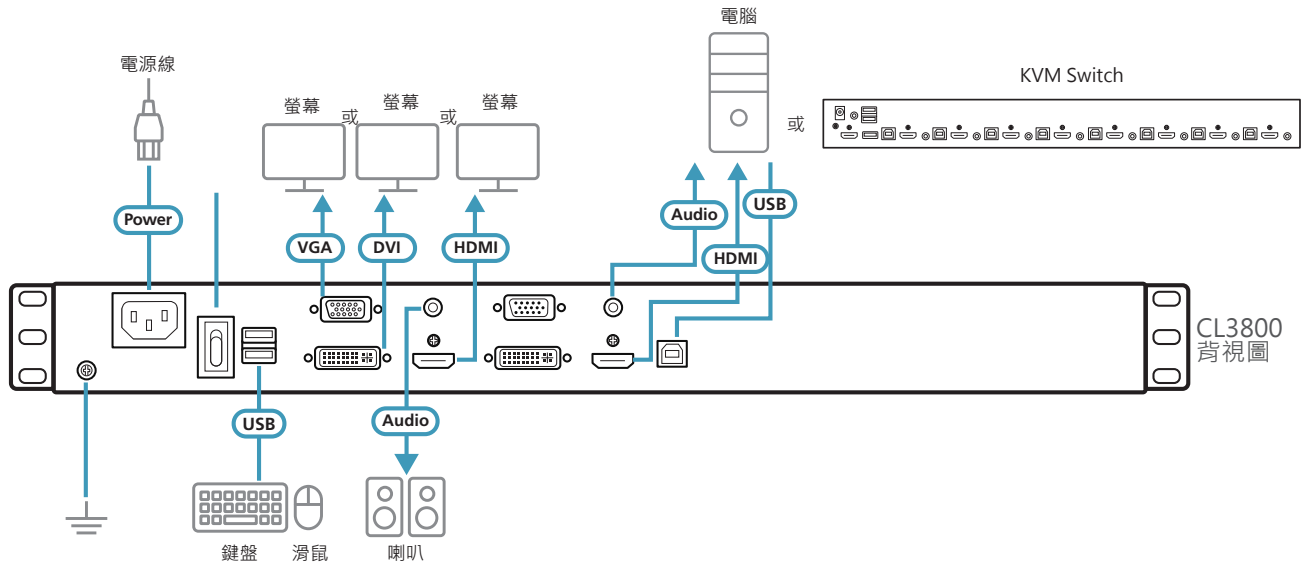 電腦
電源線
KVM Switch
螢幕 或 螢幕 或 螢幕
或
Power
Audio
USB
VGA
DVI
HDMI
HDMI
CL3800
背視圖
USB
Audio
鍵盤
滑鼠
喇叭